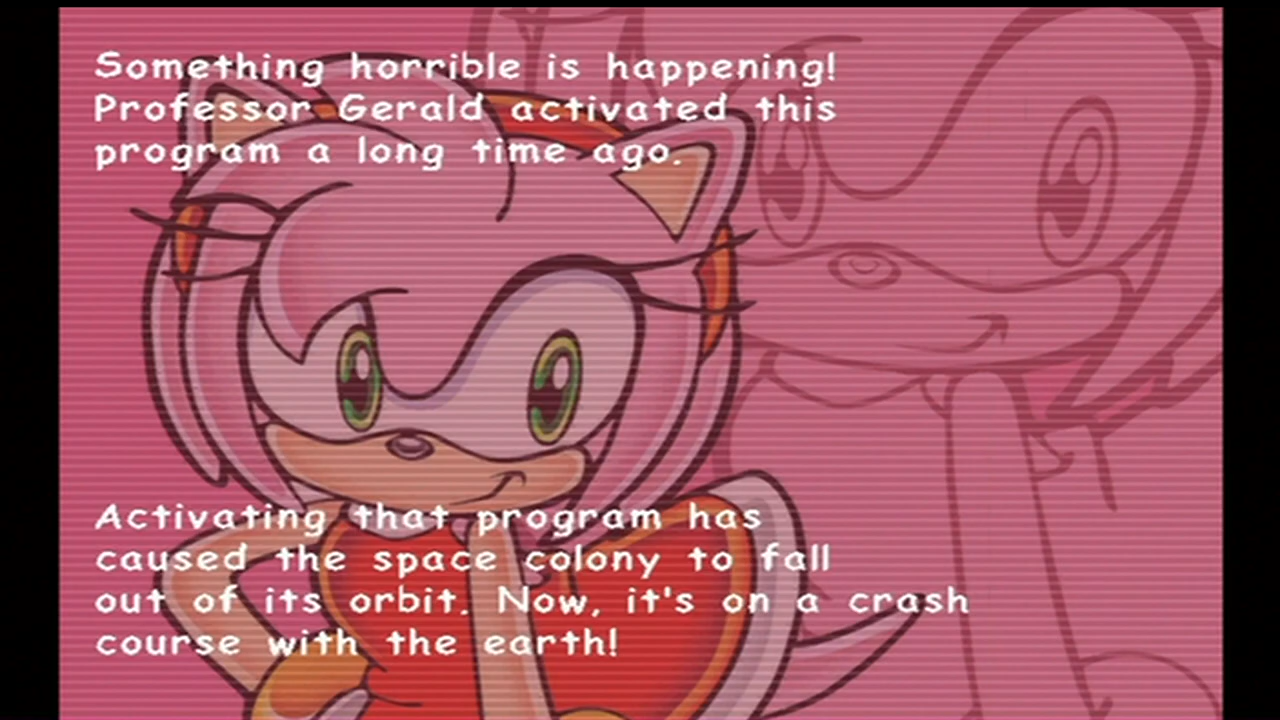 Something horrible is happening!
Professor Gerald activated this
program a long time ago.
Activating that program has
caused the space colony to fall
out of its orbit. Now, it's on a crash
course with the earth!